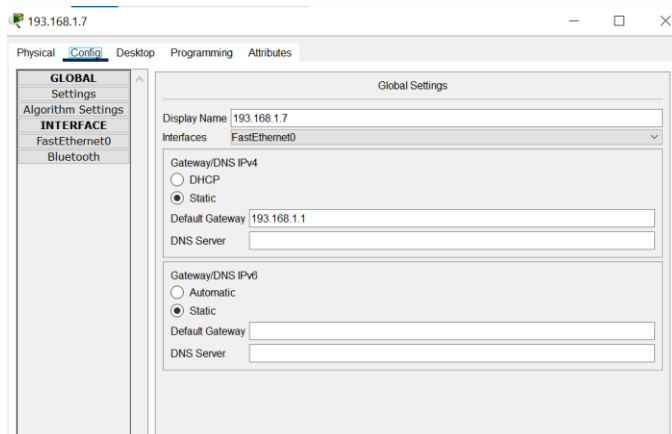 193.168.1.7
Physical Config Desktop Programming Attributes
GLOBAL
Settings
Algorithm Settings
INTERFACE
FastEthernet0
Bluetooth
Global Settings
Display Name 193.168.1.7
Interfaces FastEthernet0
Gateway/DNS IPv4
DHCP
Static
Default Gateway 193.168.1.1
DNS Server
Gateway/DNS IPv6
Automatic
Static
Default Gateway
DNS Server